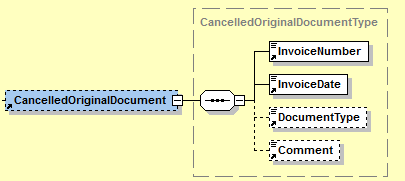 CancelledOriginalDocumentType
InvoiceNumber
InvoiceDate
CancelledOriginalDocument
DocumentType
Comment